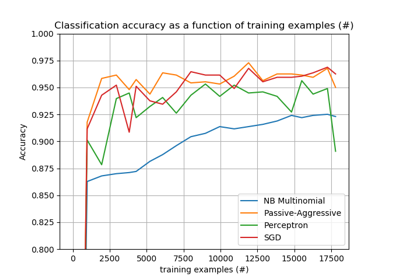 Classification accuracy as a function of training examples (#)
1.000
0.975
0.950
0.925
0.900
0.875
0.850
0.825
0.800
Accuracy
NB Multinomial
Passive-Aggressive
Perceptron
SGD
0 2500 5000 7500 10000 12500 15000 17500
training examples (#)